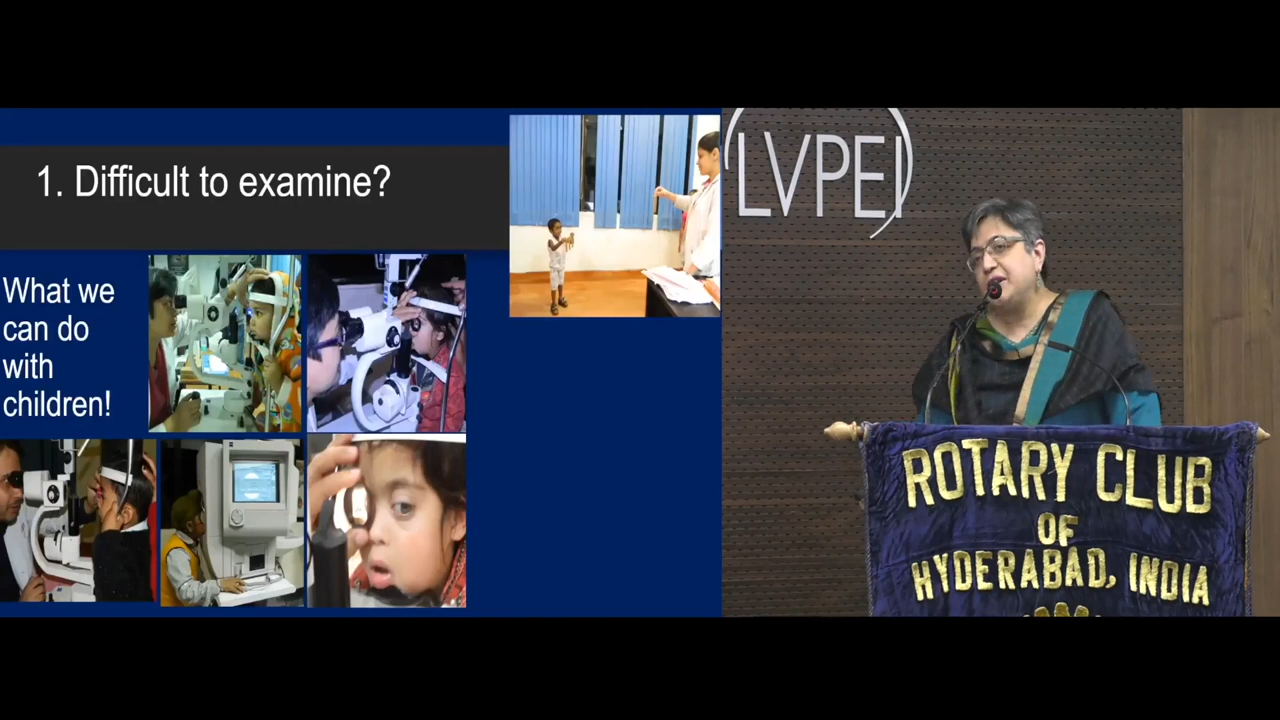 1. Difficult to examine?
What we
can do
with
children!
LVPEI
ROTARY CLUB
OF
HYDERABAD, INDIA